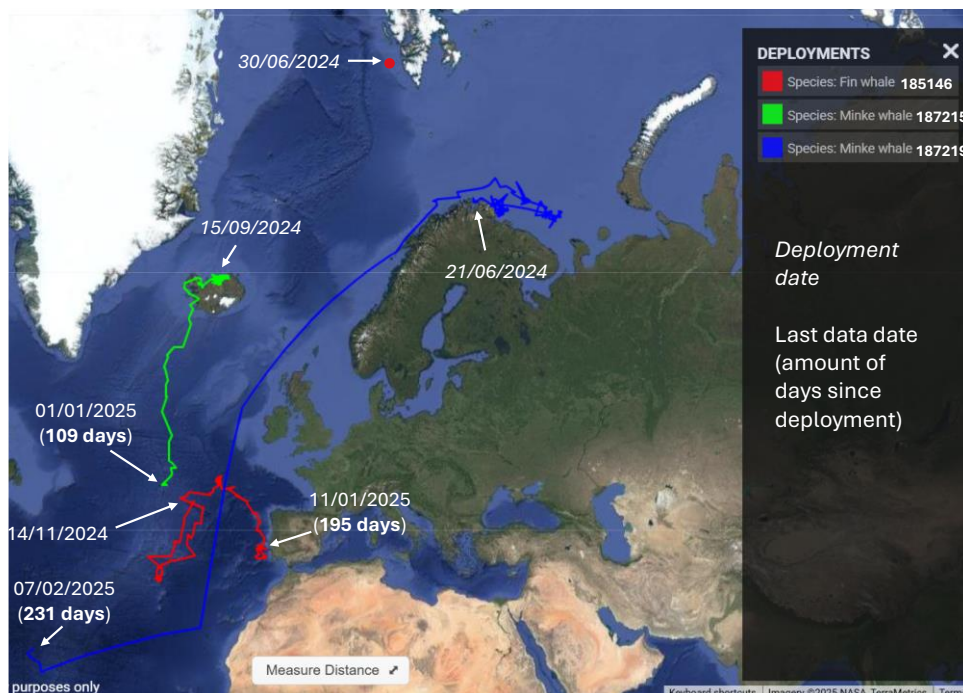 30/06/2024
DEPLOYMENTS
Species: Fin whale 185146
Species: Minke whale 187215
Species: Minke whale 187219
15/09/2024
21/06/2024
Deployment
date
Last data date
(amount of
days since
deployment)
01/01/2025
(109 days)
11/01/2025
(195 days)
14/11/2024
07/02/2025
(231 days)
Measure Distance
purposes only
Keyboard shortcuts
Imagery ©2025 NASA, TerraMetrics
Terms